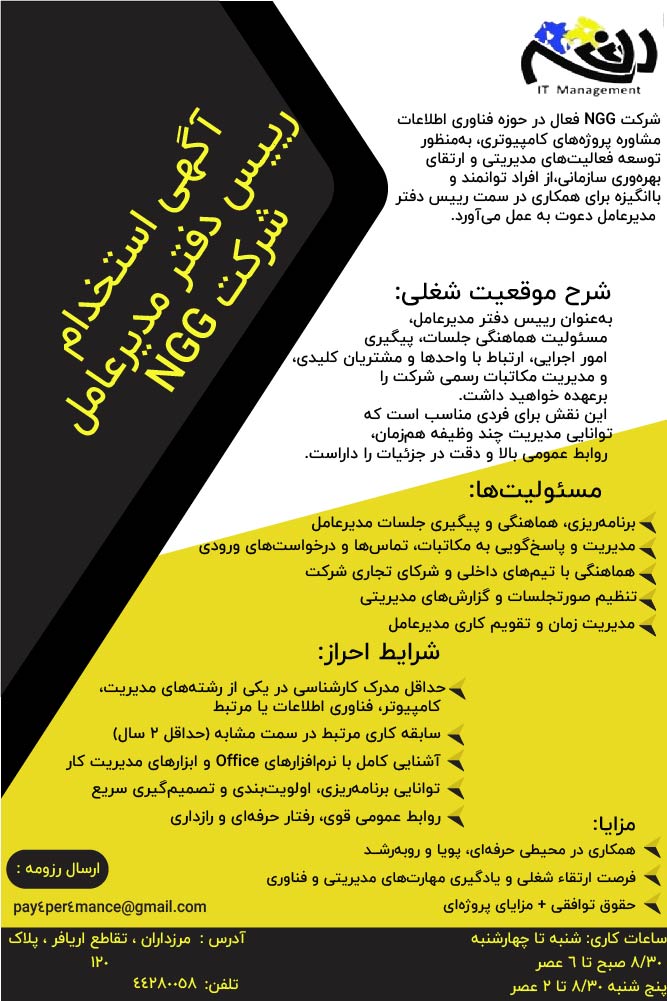 IT Management
آگهی استخدام
رییس دفتر مدیرعامل
شرکت NGG
شرکت NGG فعال در حوزه فناوری اطلاعات
مشاوره پروژه‌های کامپیوتری، به‌منظور
توسعه فعالیت‌های مدیریتی و ارتقای
بهره‌وری سازمانی،از افراد توانمند و
باانگیزه برای همکاری در سمت رییس دفتر
مدیرعامل دعوت به عمل می‌آورد.
شرح موقعیت شغلی:
به‌عنوان رییس دفتر مدیرعامل،
مسئولیت هماهنگی جلسات، پیگیری
امور اجرایی، ارتباط با واحدها و مشتریان کلیدی،
و مدیریت مکاتبات رسمی شرکت را
برعهده خواهید داشت.
این نقش برای فردی مناسب است که
توانایی مدیریت چند وظیفه هم‌زمان،
روابط عمومی بالا و دقت در جزئیات را داراست.
مسئولیت‌ها:
برنامه‌ریزی، هماهنگی و پیگیری جلسات مدیرعامل
مدیریت و پاسخ‌گویی به مکاتبات، تماس‌ها و درخواست‌های ورودی
هماهنگی با تیم‌های داخلی و شرکای تجاری شرکت
تنظیم صورتجلسات و گزارش‌های مدیریتی
مدیریت زمان و تقویم کاری مدیرعامل
شرایط احراز:
حداقل مدرک کارشناسی در یکی از رشته‌های مدیریت،
کامپیوتر، فناوری اطلاعات یا مرتبط
سابقه کاری مرتبط در سمت مشابه (حداقل ۲ سال)
آشنایی کامل با نرم‌افزارهای Office و ابزارهای مدیریت کار
توانایی برنامه‌ریزی، اولویت‌بندی و تصمیم‌گیری سریع
روابط عمومی قوی، رفتار حرفه‌ای و رازداری
مزایا:
همکاری در محیطی حرفه‌ای، پویا و روبه‌رشــد
فرصت ارتقاء شغلی و یادگیری مهارت‌های مدیریتی و فناوری
حقوق توافقی + مزایای پروژه‌ای
ارسال رزومه :
pay٤per٤mance@gmail.com
ساعات کاری: شنبه تا چهارشنبه
۸/۳۰ صبح تا ٦ عصر
پنج شنبه ۸/۳۰ تا ۲ عصر
آدرس : مرزداران ، تقاطع اریافر ، پلاک
۱۲۰
تلفن: ٤٤۲۸۰۰٥۸